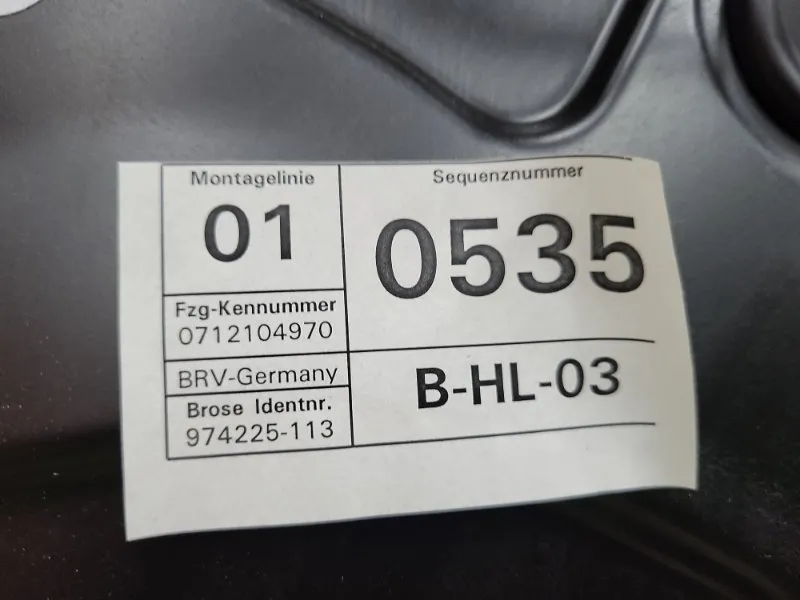 Montagelinie
01
Sequenznummer
0535
Fzg-Kennummer
0712104970
BRV-Germany
Brose Identnr.
974225-113
B-HL-03